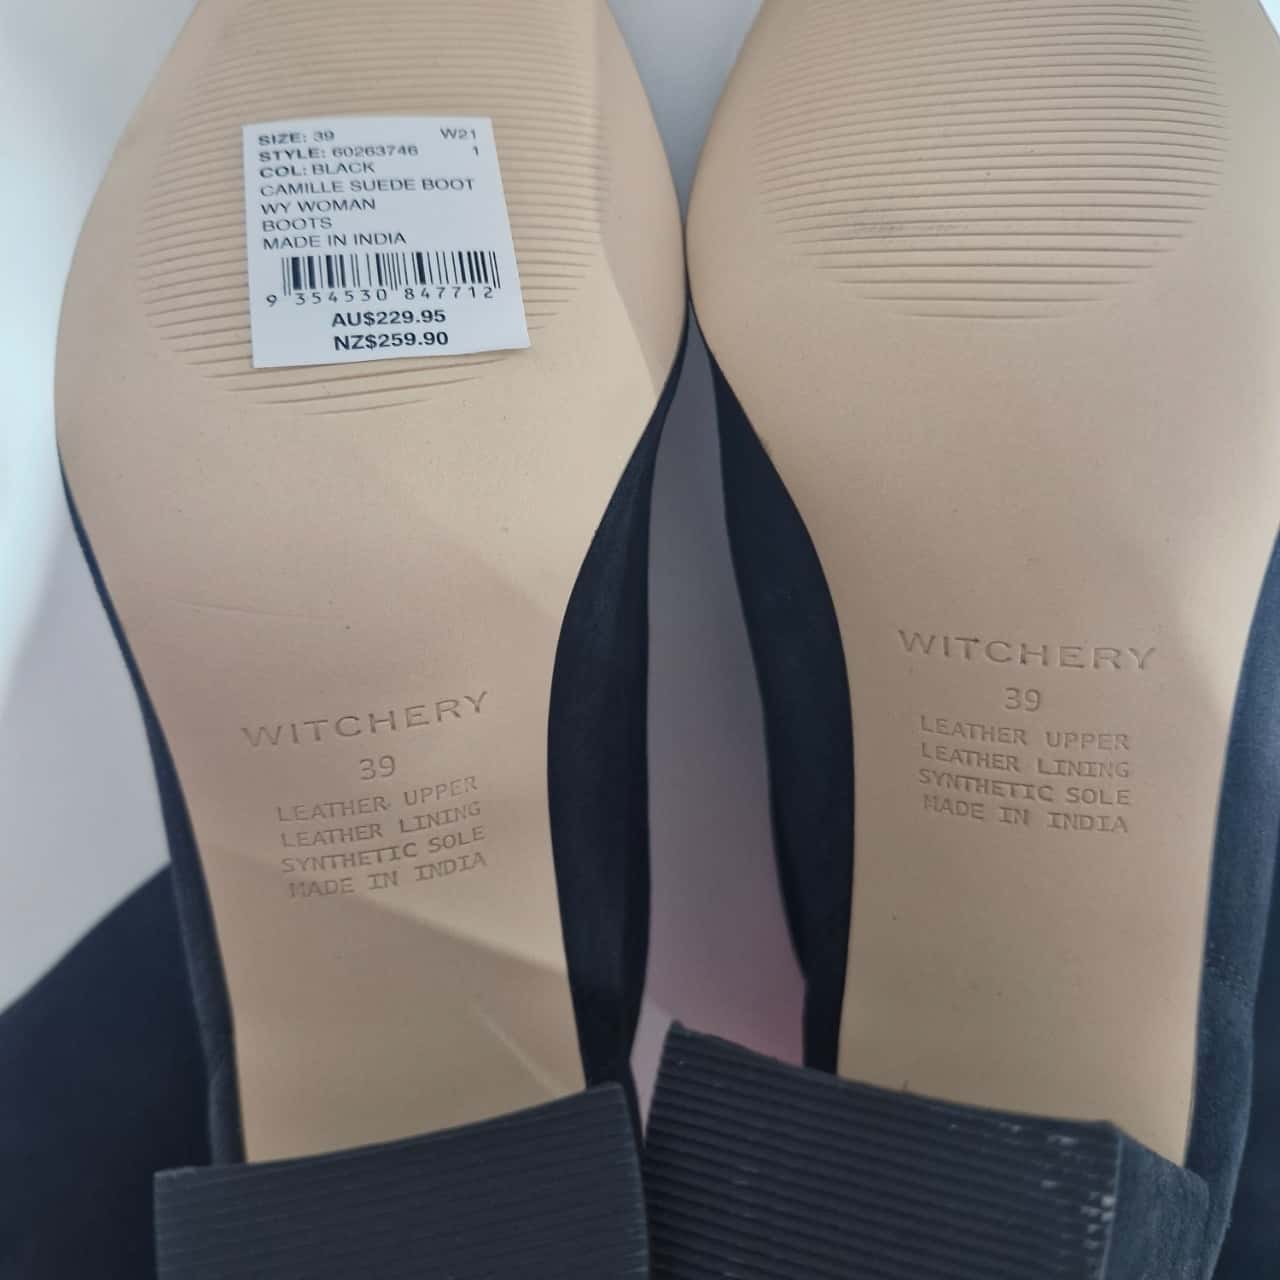 SIZE: 39 W21
STYLE: 60263746 1
COL: BLACK
CAMILLE SUEDE BOOT
WY WOMAN
BOOTS
MADE IN INDIA
9 354530 847712
AU$229.95
NZ$259.90
WITCHERY
39
LEATHER UPPER
LEATHER LINING
SYNTHETIC SOLE
MADE IN INDIA
WITCHERY
39
LEATHER UPPER
LEATHER LINING
SYNTHETIC SOLE
MADE IN INDIA